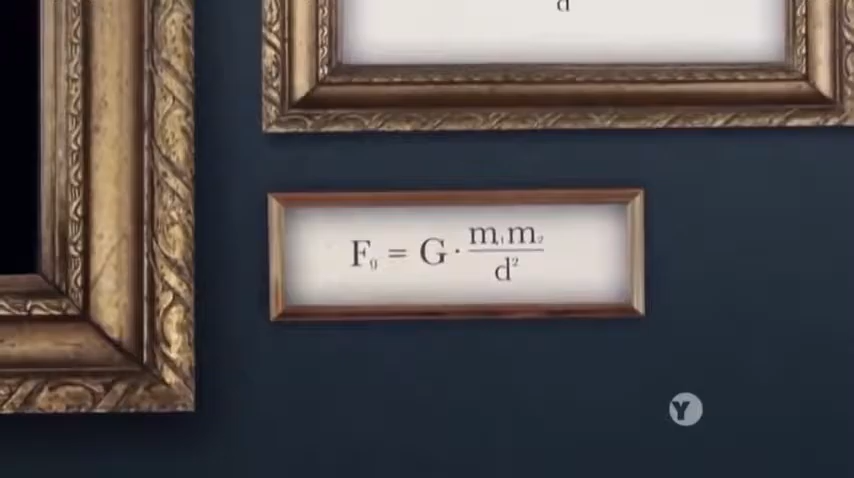 d
F₀ = G · m₁m₂ / d²
Y